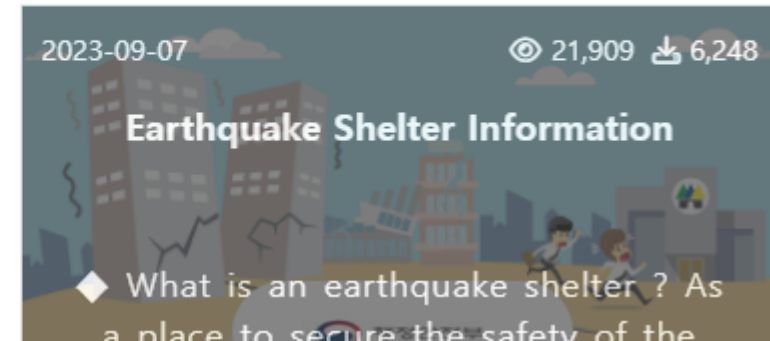 2023-09-07 21,909 6,248
Earthquake Shelter Information
◆ What is an earthquake shelter ? As
a place to secure the safety of the